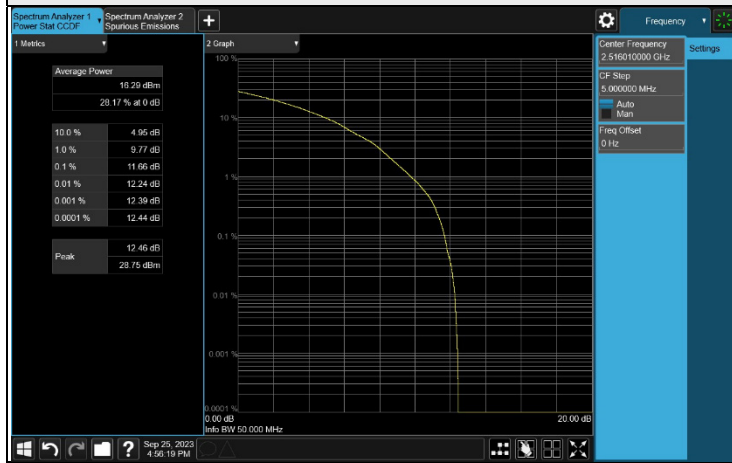 Spectrum Analyzer 1
Power Stat CCDF
Spectrum Analyzer 2
Spurious Emissions
Frequency
1 Metrics
Average Power
16.29 dBm
28.17 % at 0 dB
10.0 % 4.95 dB
1.0 % 9.77 dB
0.1 % 11.66 dB
0.01 % 12.24 dB
0.001 % 12.39 dB
0.0001 % 12.44 dB
Peak
12.46 dB
28.75 dBm
2 Graph
100 %
10 %
1 %
0.1 %
0.01 %
0.001 %
0.0001 %
0.00 dB 20.00 dB
Info BW 50.000 MHz
Center Frequency
2.516010000 GHz
Settings
CF Step
5.000000 MHz
Auto
Man
Freq Offset
0 Hz
?
Sep 25, 2023
4:56:19 PM